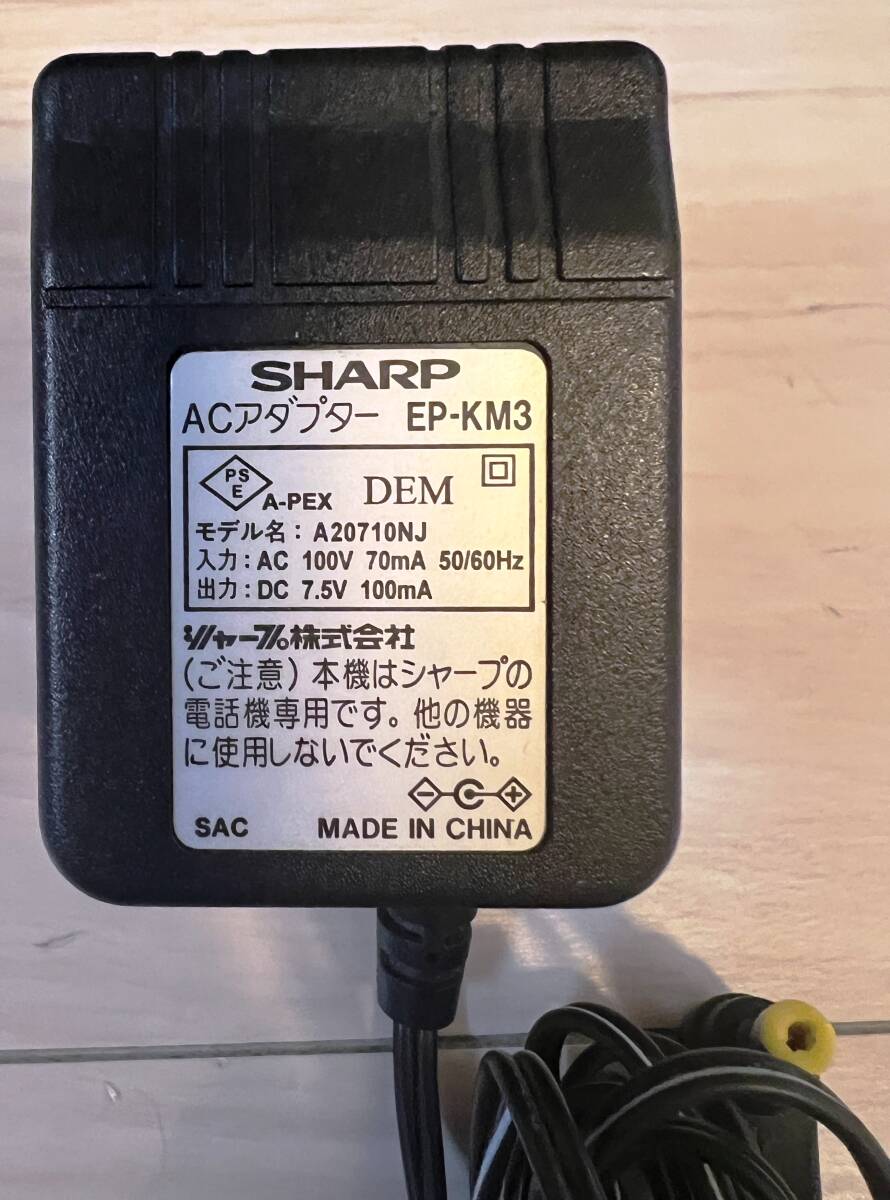 SHARP
ACアダプター EP-KM3
PSE A-PEX DEM
モデル名：A20710NJ
入力：AC 100V 70mA 50/60Hz
出力：DC 7.5V 100mA
シャープ株式会社
（ご注意）本機はシャープの
電話機専用です。他の機器
に使用しないでください。
SAC MADE IN CHINA